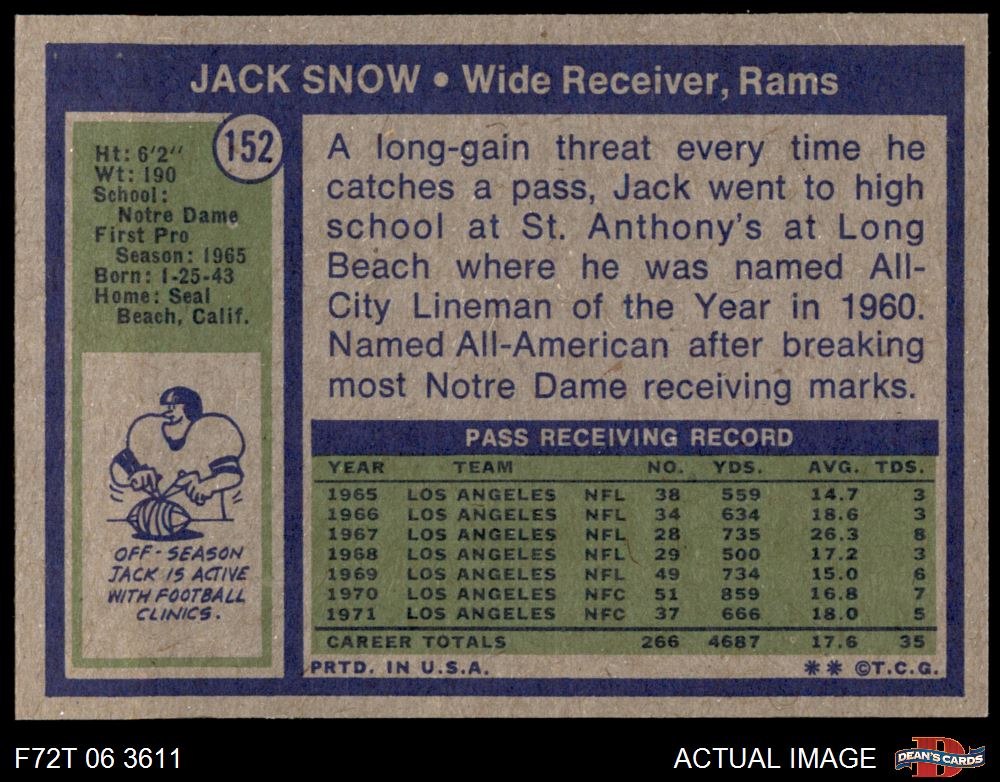 JACK SNOW • Wide Receiver, Rams
152
Ht: 6'2"
Wt: 190
School:
Notre Dame
First Pro
Season: 1965
Born: 1-25-43
Home: Seal
Beach, Calif.
OFF-SEASON
JACK IS ACTIVE
WITH FOOTBALL
CLINICS.
A long-gain threat every time he
catches a pass, Jack went to high
school at St. Anthony's at Long
Beach where he was named All-
City Lineman of the Year in 1960.
Named All-American after breaking
most Notre Dame receiving marks.
PASS RECEIVING RECORD
YEAR TEAM NO. YDS. AVG. TDS.
1965 LOS ANGELES NFL 38 559 14.7 3
1966 LOS ANGELES NFL 34 634 18.6 3
1967 LOS ANGELES NFL 28 735 26.3 8
1968 LOS ANGELES NFL 29 500 17.2 3
1969 LOS ANGELES NFL 49 734 15.0 6
1970 LOS ANGELES NFC 51 859 16.8 7
1971 LOS ANGELES NFC 37 666 18.0 5
CAREER TOTALS 266 4687 17.6 35
PRTD. IN U.S.A. ** ©T.C.G.
F72T 06 3611 ACTUAL IMAGE D DEAN'S CARDS